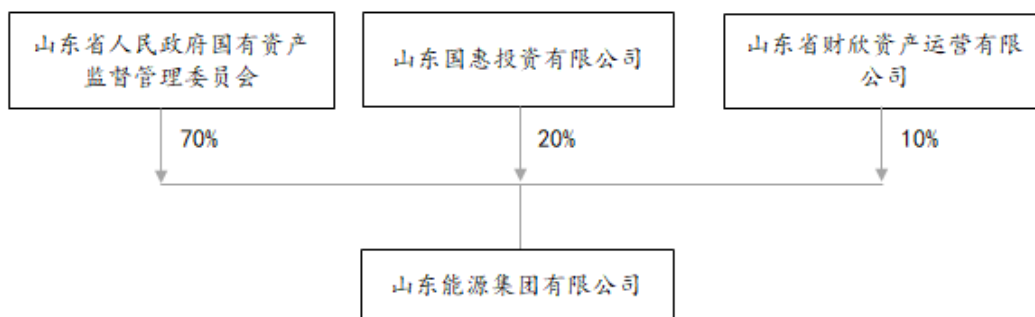 山东省人民政府国有资产
监督管理委员会
山东国惠投资有限公司
山东省财欣资产运营有限
公司
70%
20%
10%
山东能源集团有限公司